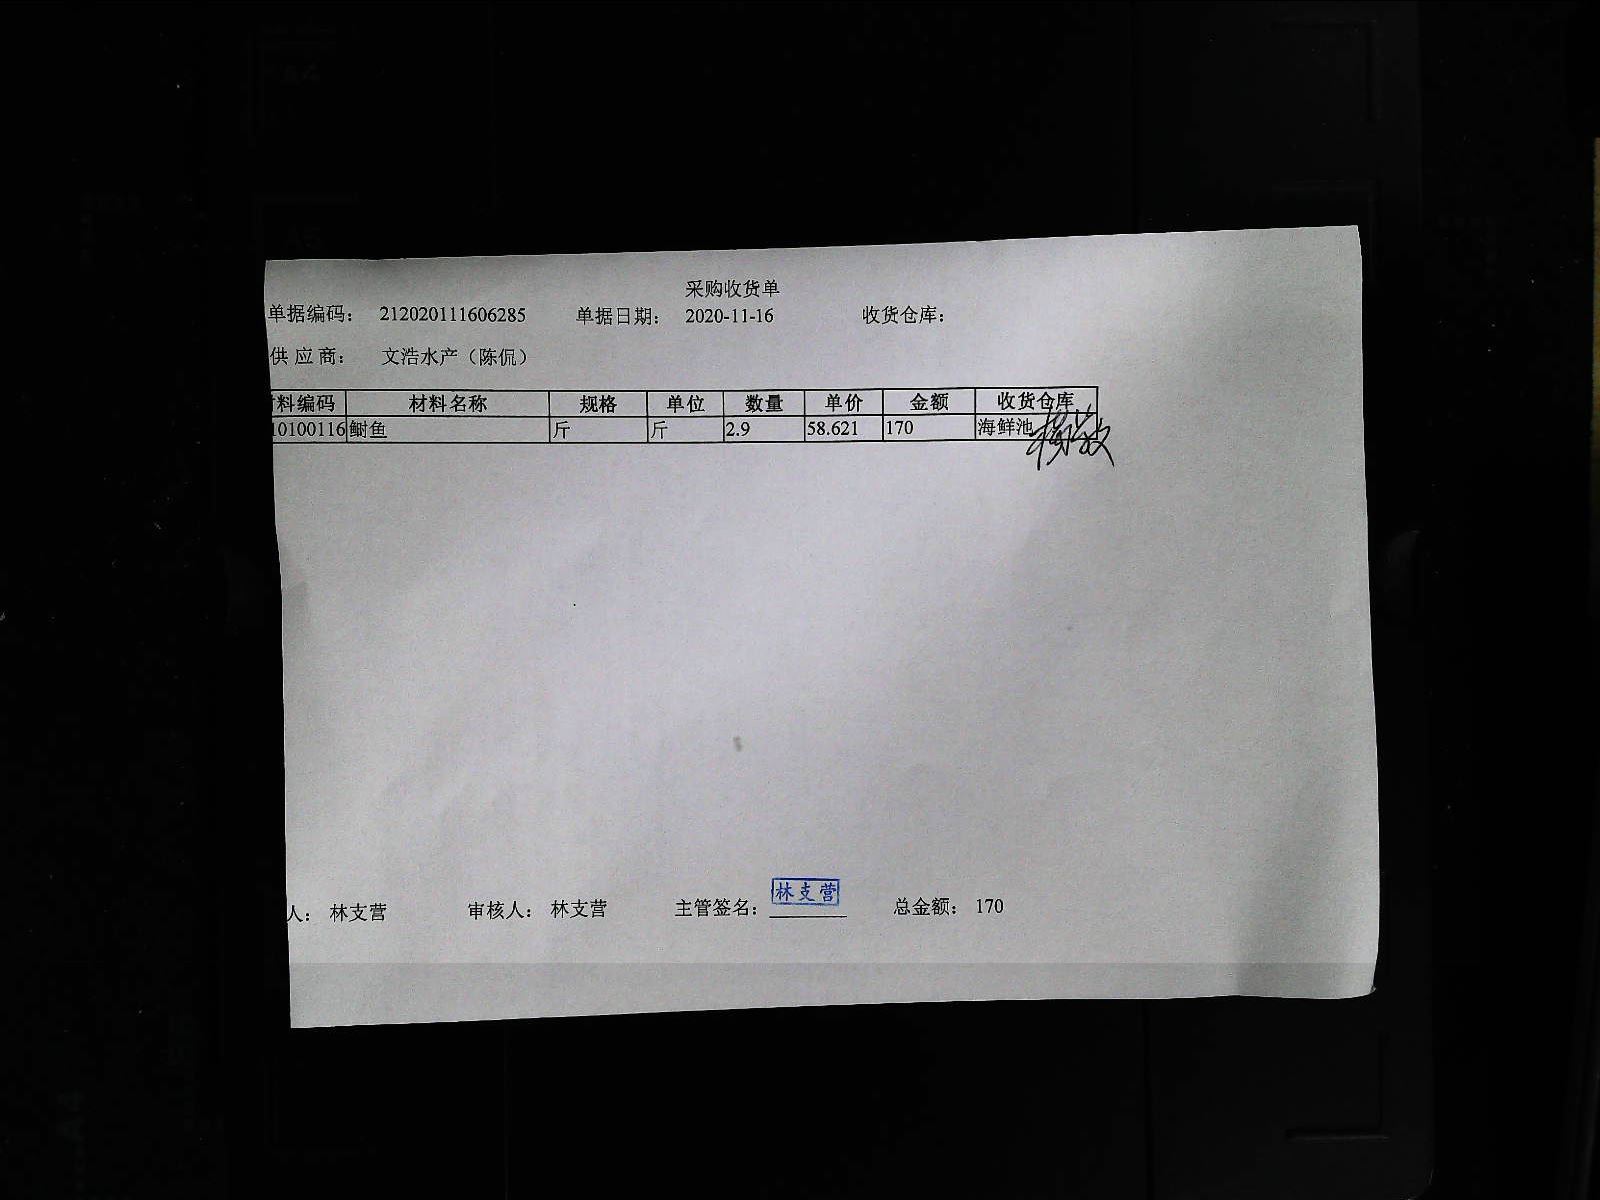 采购收货单
单据编码： 212020111606285 单据日期： 2020-11-16 收货仓库：
供应商： 文浩水产（陈侃）
料编码 材料名称 规格 单位 数量 单价 金额 收货仓库
10100116 鲥鱼 斤 斤 2.9 58.621 170 海鲜池
人： 林支营 审核人： 林支营 主管签名： 林支营 总金额： 170